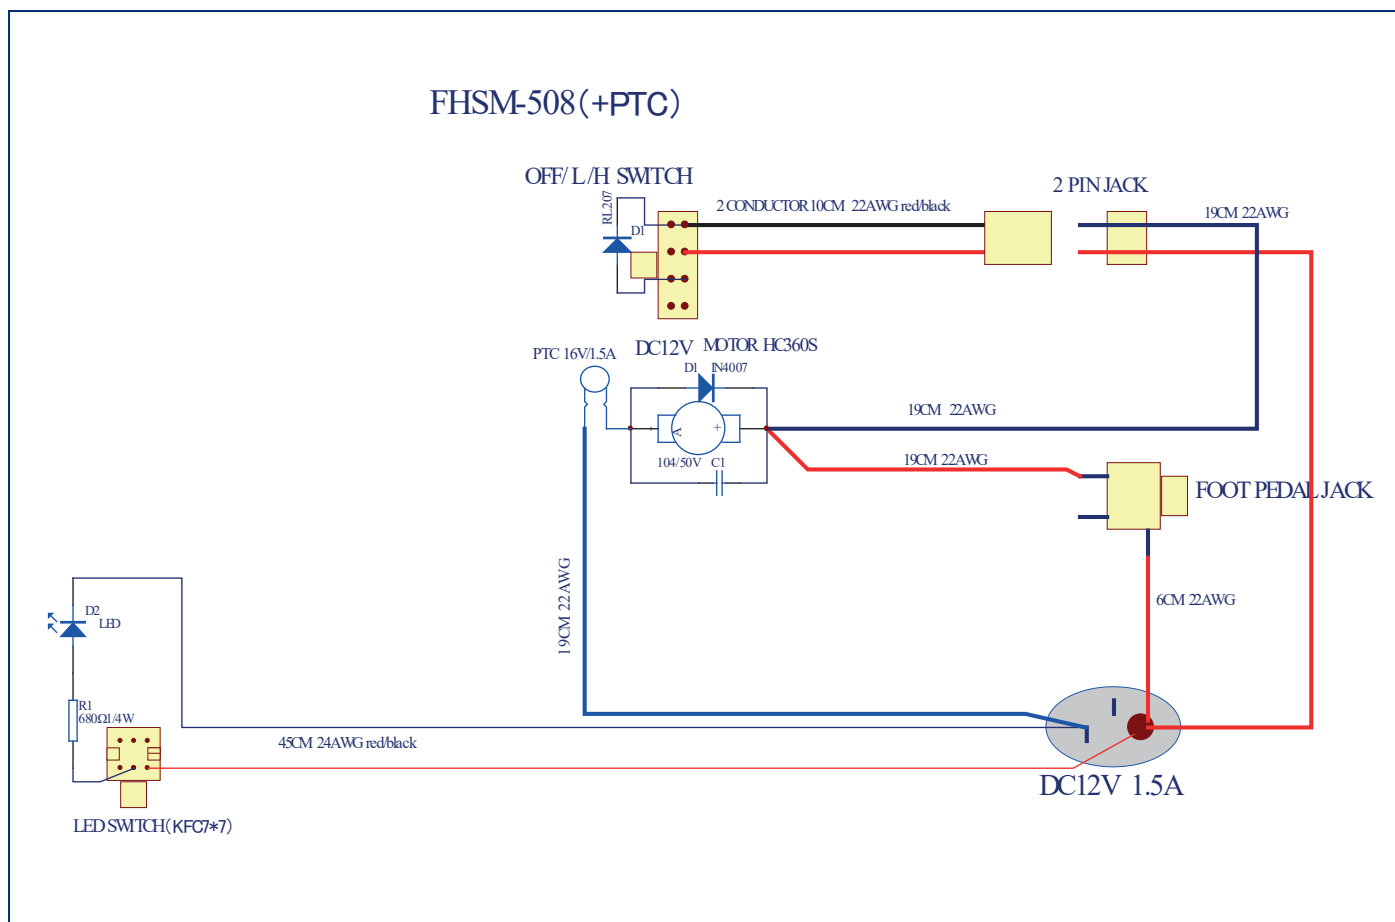 FHSM-508(+PTC)
OFF/ L /H SWITCH
2 PIN JACK
RL207
D1
2 CONDUCTOR 10CM 22AWG red/black
19CM 22AWG
PTC 16V/1.5A
DC12V MOTOR HC360S
D1 IN4007
A +
104/50V C1
19CM 22AWG
19CM 22AWG
FOOT PEDAL JACK
19CM 22AWG
6CM 22AWG
D2
LED
R1
680Ω1/4W
45CM 24AWG red/black
DC12V 1.5A
LED SWITCH(KFC7*7)